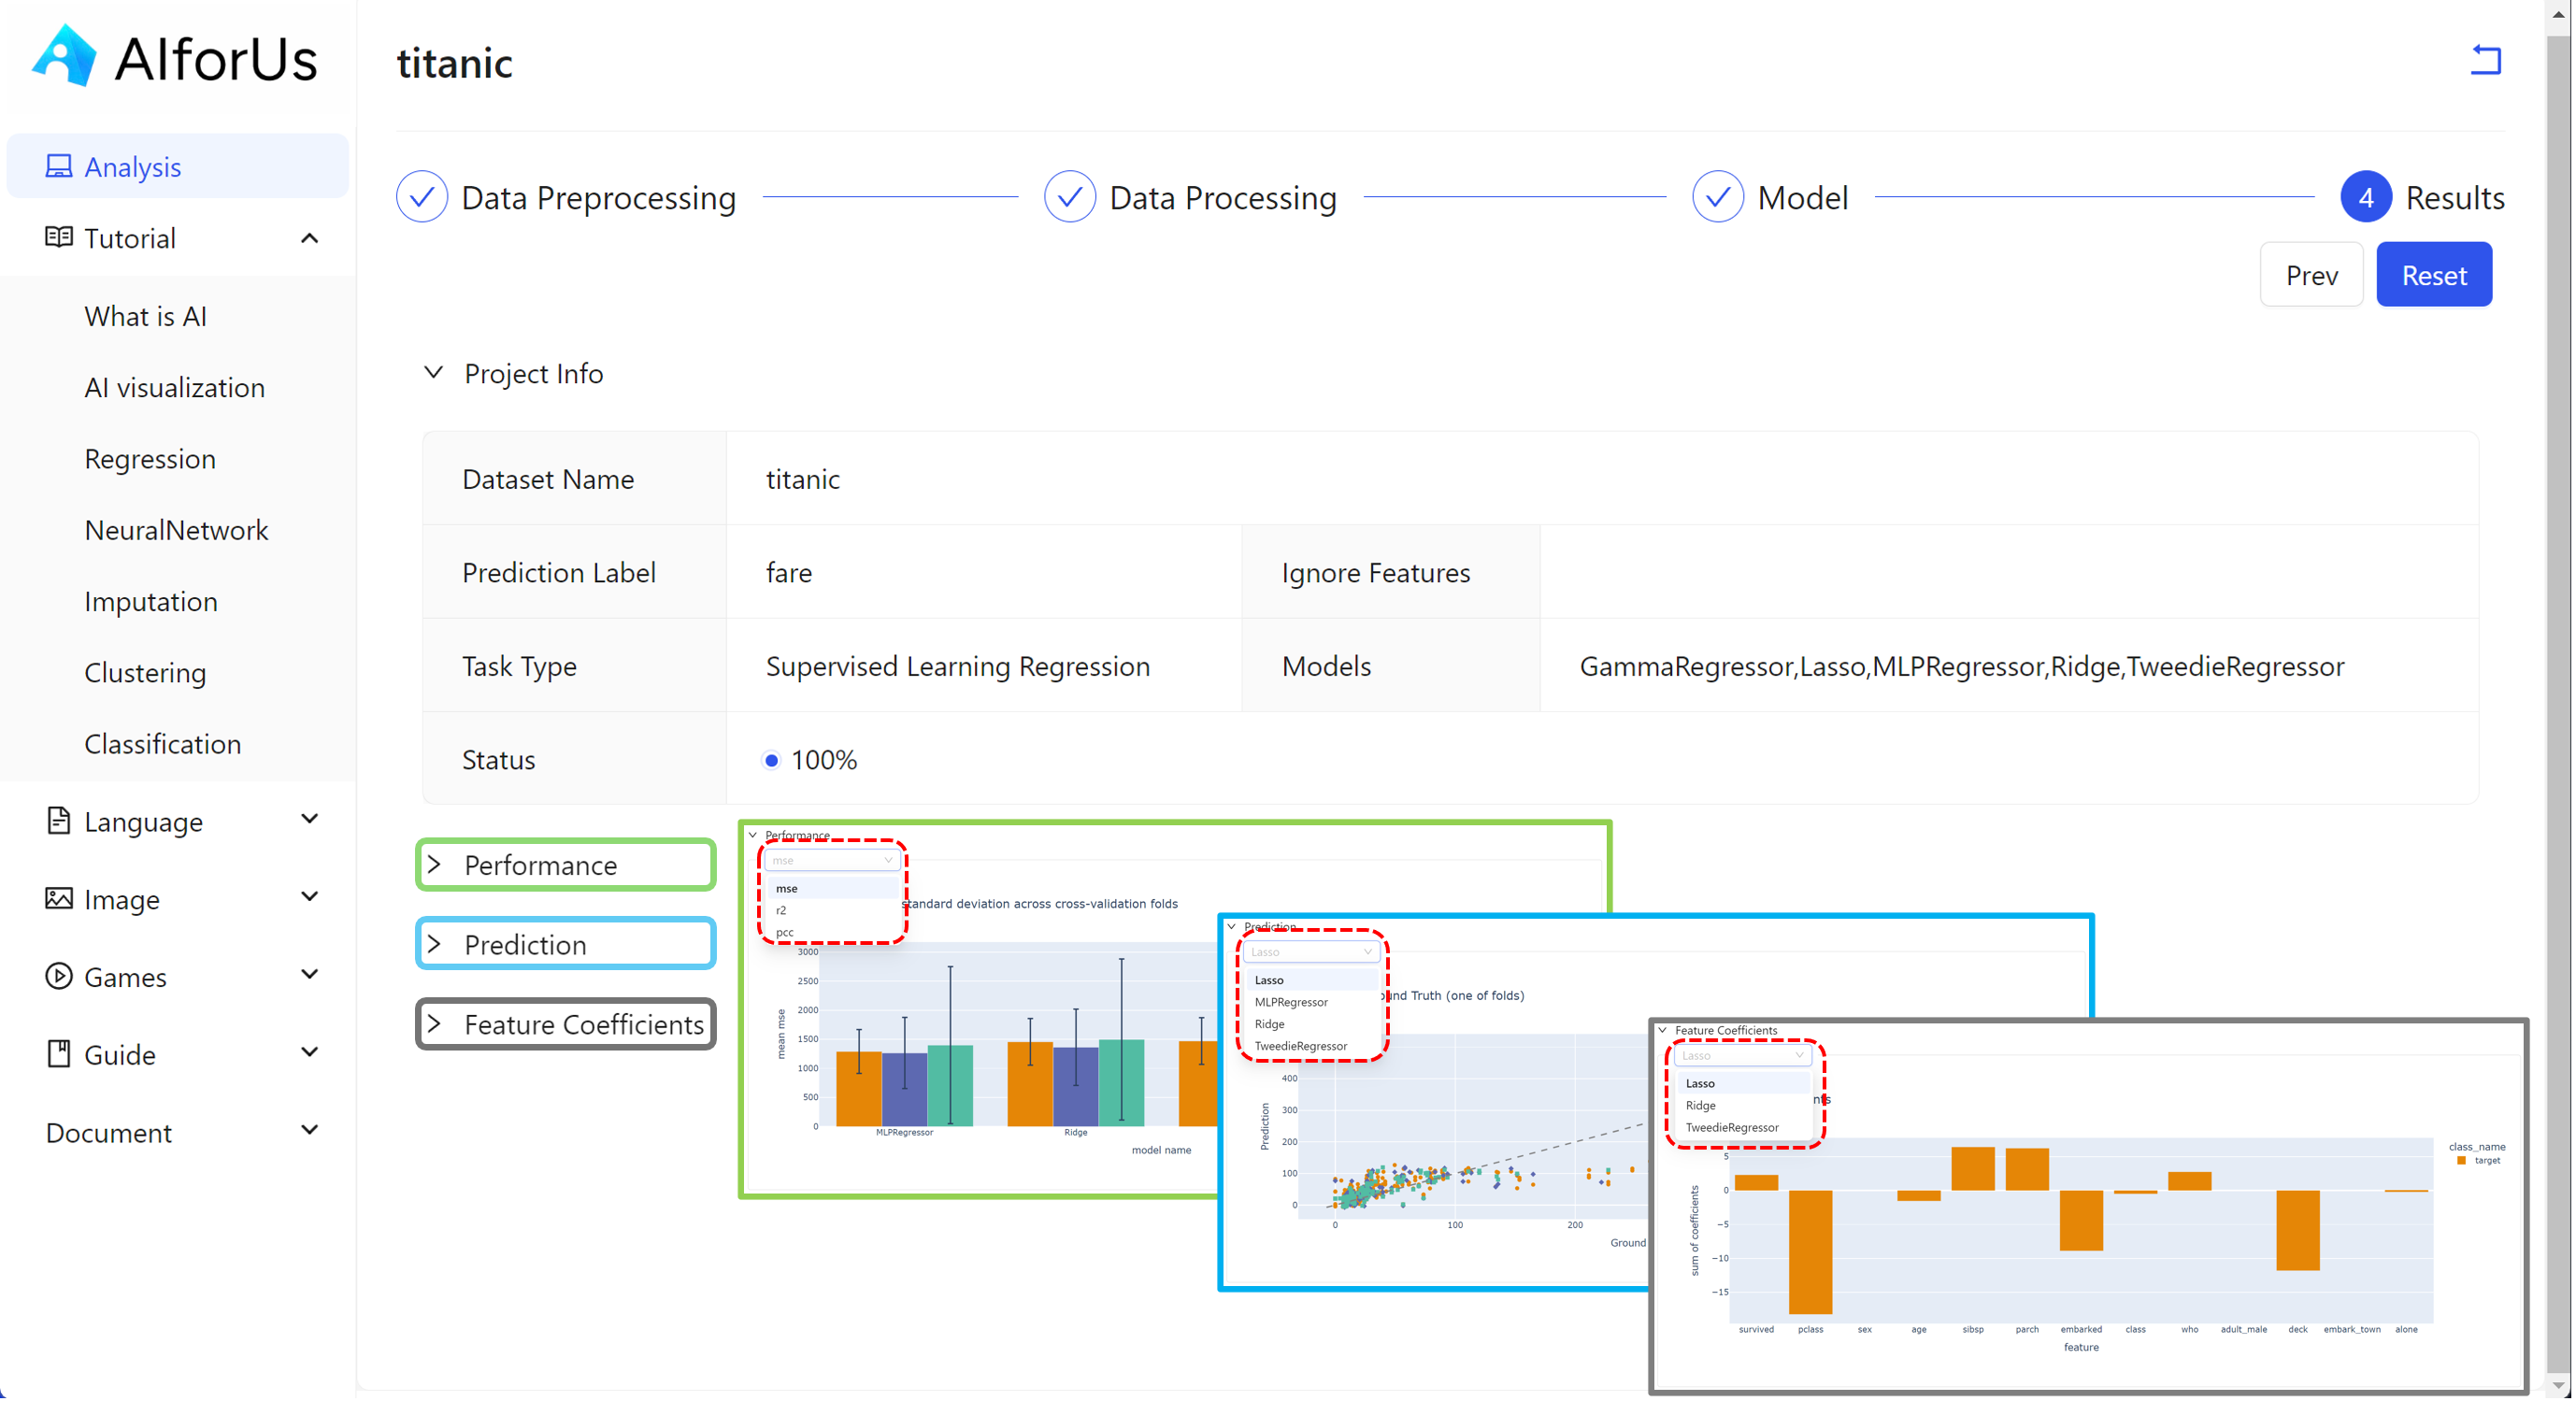 AIforUs
titanic
Analysis
Tutorial
What is AI
AI visualization
Regression
NeuralNetwork
Imputation
Clustering
Classification
Language
Image
Games
Guide
Document
Data Preprocessing
Data Processing
Model
4 Results
Prev
Reset
Project Info
Dataset Name titanic
Prediction Label fare Ignore Features
Task Type Supervised Learning Regression Models GammaRegressor,Lasso,MLPRegressor,Ridge,TweedieRegressor
Status 100%
Performance
Prediction
Feature Coefficients
Performance
mse
mse
r2
pcc
standard deviation across cross-validation folds
3000
2500
2000
1500
1000
500
0
mean mse
MLPRegressor Ridge
model name
Prediction
Lasso
Lasso
MLPRegressor
Ridge
TweedieRegressor
ound Truth (one of folds)
400
300
200
100
0
Prediction
0 100 200
Ground
Feature Coefficients
Lasso
Lasso
Ridge
TweedieRegressor
nts
5
0
−5
−10
−15
sum of coefficients
survived pclass sex age sibsp parch embarked class who adult_male deck embark_town alone
feature
class_name
target